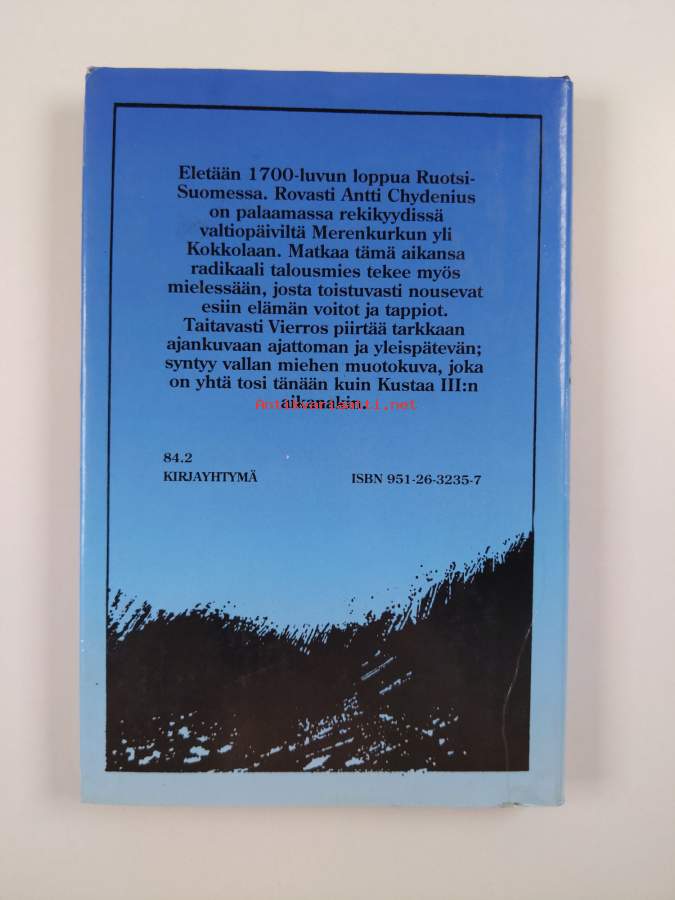 Eletään 1700-luvun loppua Ruotsi-
Suomessa. Rovasti Antti Chydenius
on palaamassa rekikyydissä
valtiopäiviltä Merenkurkun yli
Kokkolaan. Matkaa tämä aikansa
radikaali talousmies tekee myös
mielessään, josta toistuvasti nousevat
esiin elämän voitot ja tappiot.
Taitavasti Vierros piirtää tarkkaan
ajankuvaan ajattoman ja yleispätevän;
syntyy vallan miehen muotokuva, joka
on yhtä tosi tänään kuin Kustaa III:n
aikanakin.
Antikvariaatti.net
84.2
KIRJAYHTYMÄ ISBN 951-26-3235-7